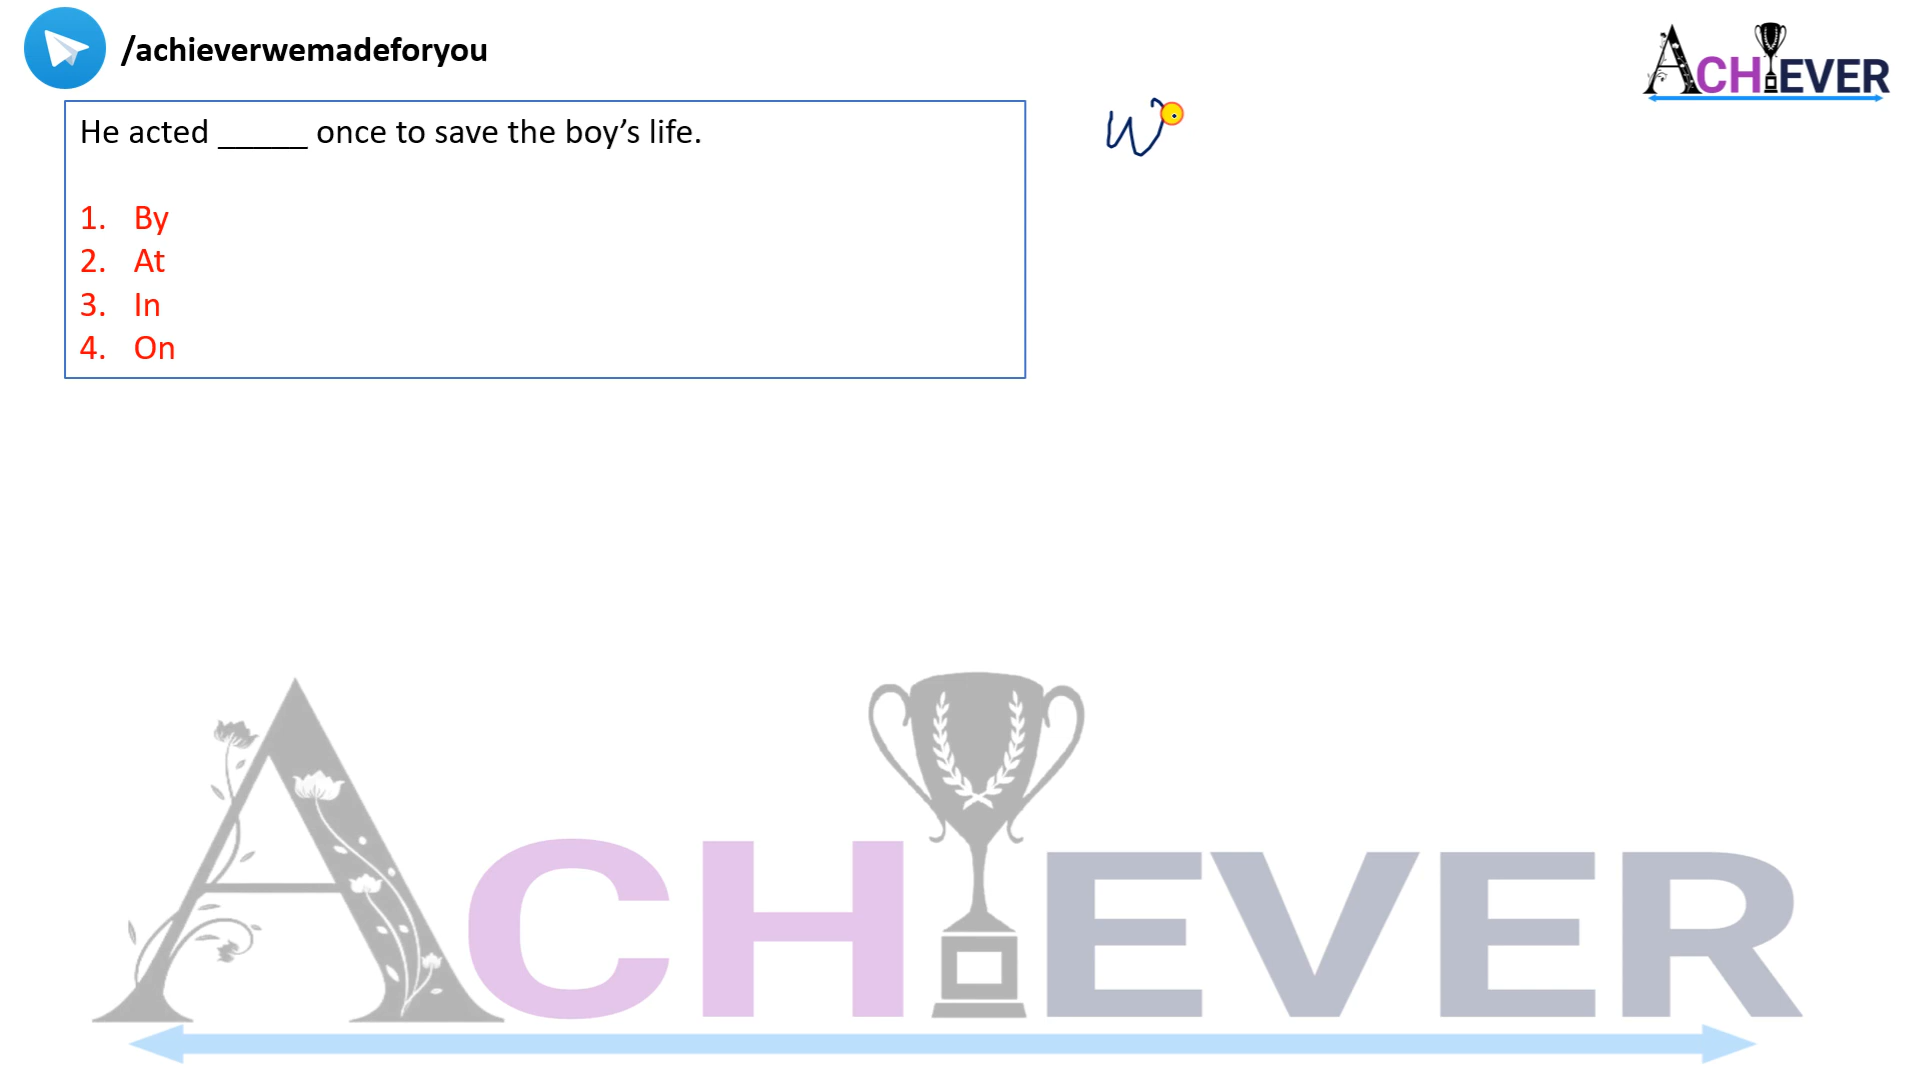 /achieverwemadeforyou
ACHIEVER
He acted _____ once to save the boy’s life.
1. By
2. At
3. In
4. On
W
ACHIEVER